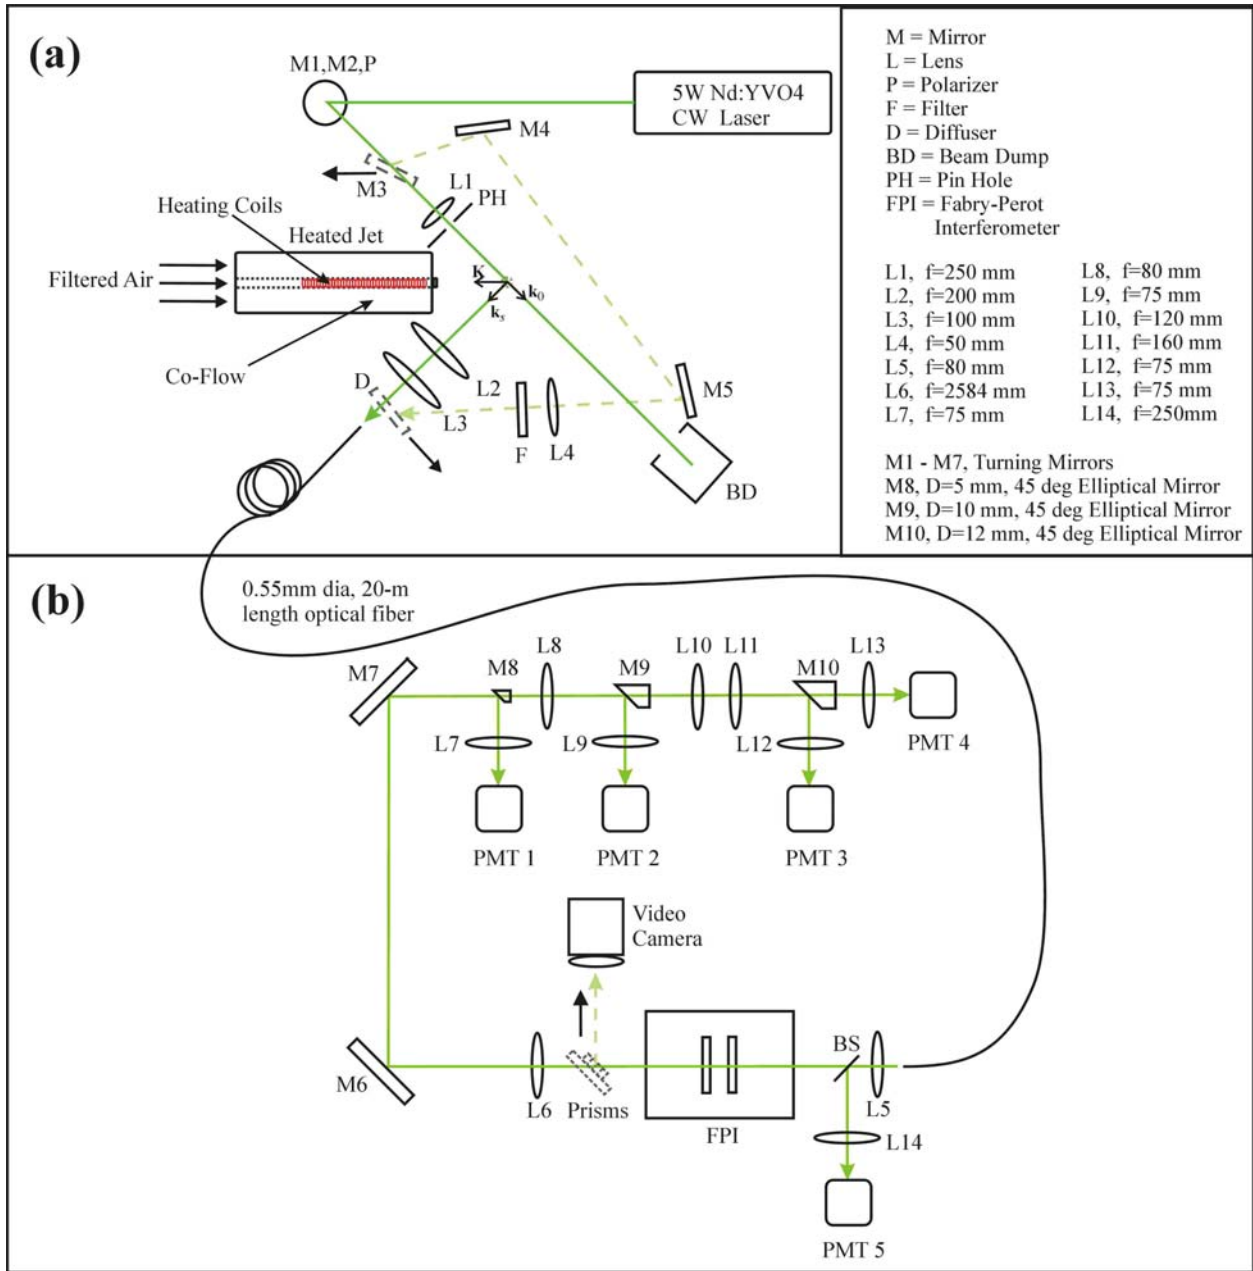 (a)
M1,M2,P
5W Nd:YVO4
CW Laser
M4
M3
L1
PH
Heating Coils
Heated Jet
Filtered Air
K
k₀
kₛ
Co-Flow
D
L2
L3
F
L4
M5
BD
M = Mirror
L = Lens
P = Polarizer
F = Filter
D = Diffuser
BD = Beam Dump
PH = Pin Hole
FPI = Fabry-Perot
Interferometer
L1, f=250 mm
L2, f=200 mm
L3, f=100 mm
L4, f=50 mm
L5, f=80 mm
L6, f=2584 mm
L7, f=75 mm
L8, f=80 mm
L9, f=75 mm
L10, f=120 mm
L11, f=160 mm
L12, f=75 mm
L13, f=75 mm
L14, f=250mm
M1 - M7, Turning Mirrors
M8, D=5 mm, 45 deg Elliptical Mirror
M9, D=10 mm, 45 deg Elliptical Mirror
M10, D=12 mm, 45 deg Elliptical Mirror
(b)
0.55mm dia, 20-m
length optical fiber
M7
M8
L8
M9
L10
L11
M10
L13
L7
L9
L12
PMT 4
PMT 1
PMT 2
PMT 3
Video
Camera
M6
L6
Prisms
FPI
BS
L5
L14
PMT 5